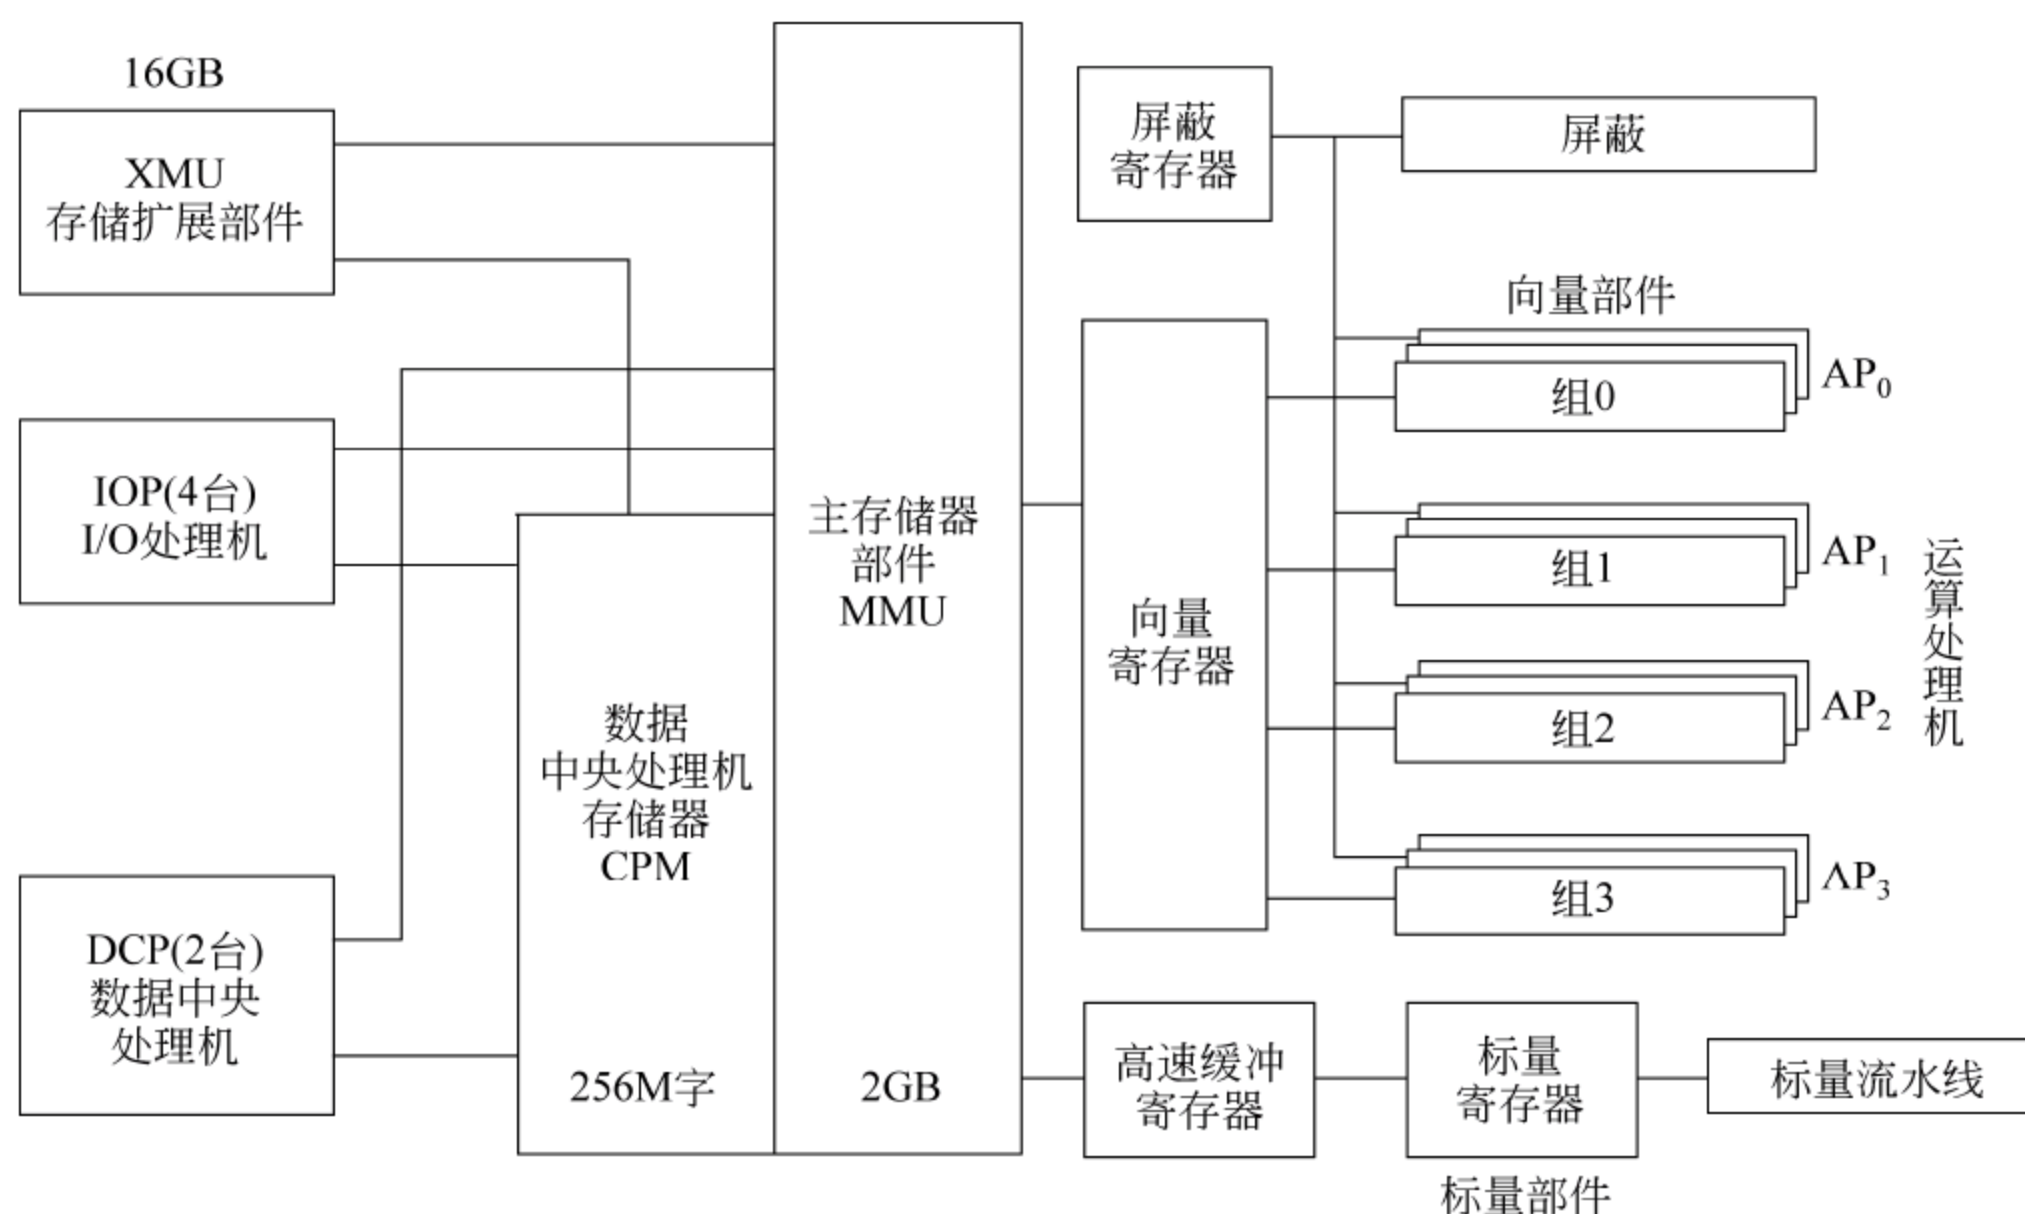 16GB
XMU
存储扩展部件
IOP(4台)
I/O处理机
DCP(2台)
数据中央
处理机
数据
中央处理机
存储器
CPM
256M字
主存储器
部件
MMU
2GB
屏蔽
寄存器
屏蔽
向量部件
向量
寄存器
组0
AP0
组1
AP1
组2
AP2
组3
AP3
运算处理机
高速缓冲
寄存器
标量
寄存器
标量流水线
标量部件